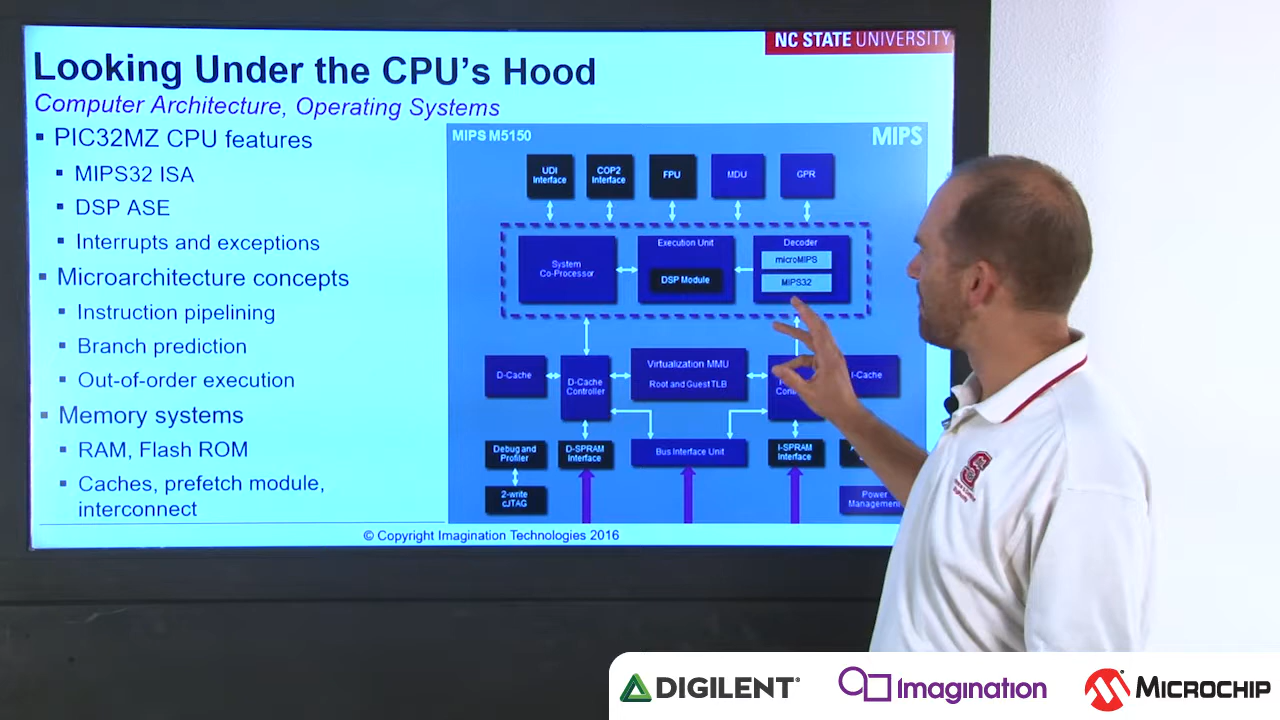 NC STATE UNIVERSITY
Looking Under the CPU's Hood
Computer Architecture, Operating Systems
PIC32MZ CPU features
MIPS32 ISA
DSP ASE
Interrupts and exceptions
Microarchitecture concepts
Instruction pipelining
Branch prediction
Out-of-order execution
Memory systems
RAM, Flash ROM
Caches, prefetch module,
interconnect
MIPS M5150
MIPS
UDI
Interface
COP2
Interface
FPU
MDU
GPR
System
Co-Processor
Execution Unit
DSP Module
Decoder
microMIPS
MIPS32
D-Cache
D-Cache
Controller
Virtualization MMU
Root and Guest TLB
I-Cache
Debug and
Profiler
D-SPRAM
Interface
Bus Interface Unit
I-SPRAM
Interface
2-write
cJTAG
Power
Management
© Copyright Imagination Technologies 2016
DIGILENT®
Imagination
MICROCHIP